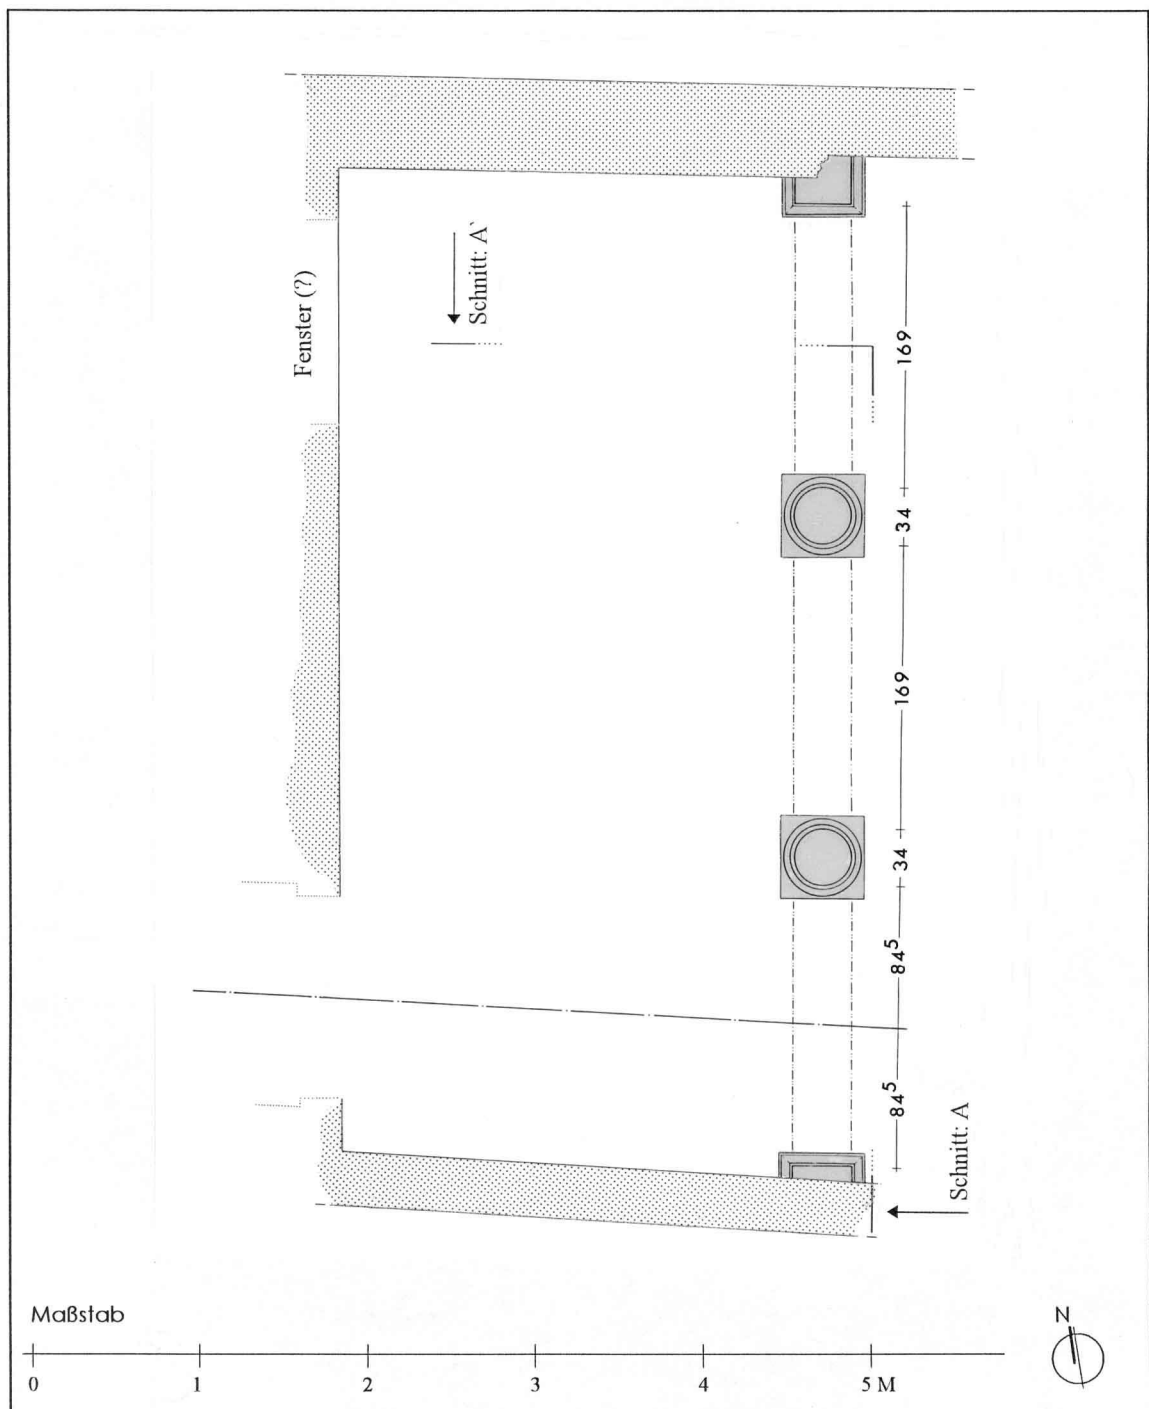 Schnitt: A`
Fenster (?)
169
34
169
34
84⁵
84⁵
Schnitt: A
Maßstab
0 1 2 3 4 5 M
N